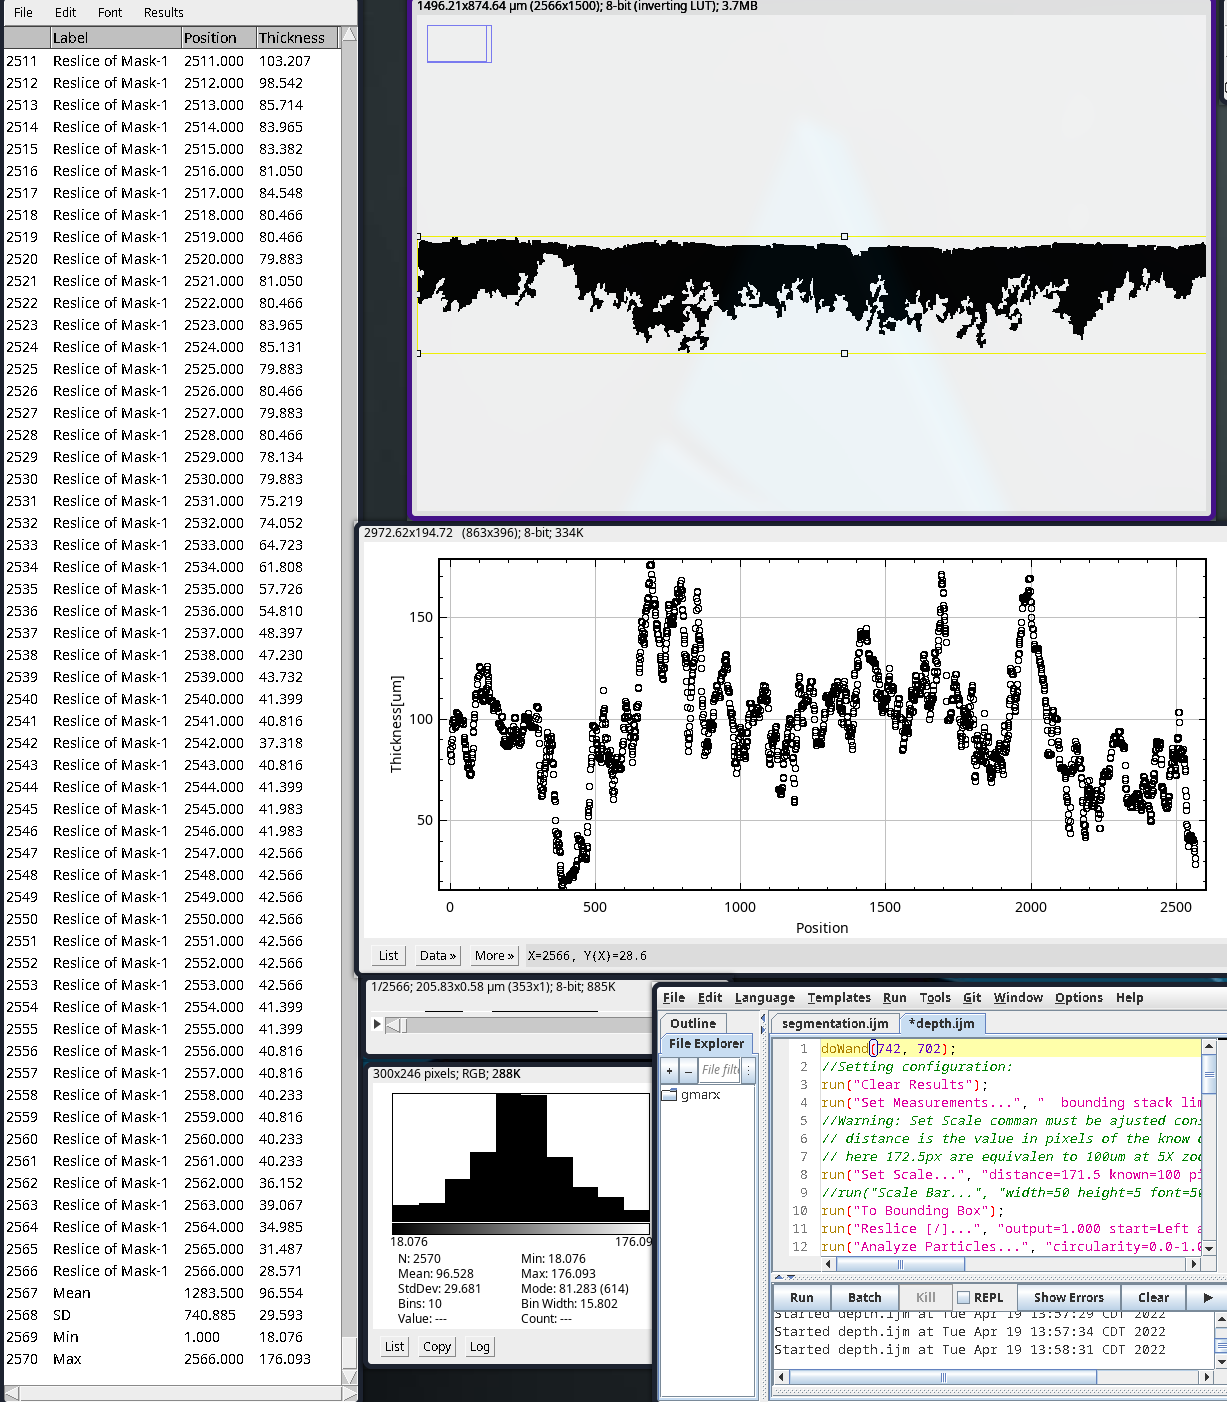 File Edit Font Results
Label Position Thickness
2511 Reslice of Mask-1 2511.000 103.207
2512 Reslice of Mask-1 2512.000 98.542
2513 Reslice of Mask-1 2513.000 85.714
2514 Reslice of Mask-1 2514.000 83.965
2515 Reslice of Mask-1 2515.000 83.382
2516 Reslice of Mask-1 2516.000 81.050
2517 Reslice of Mask-1 2517.000 84.548
2518 Reslice of Mask-1 2518.000 80.466
2519 Reslice of Mask-1 2519.000 80.466
2520 Reslice of Mask-1 2520.000 79.883
2521 Reslice of Mask-1 2521.000 81.050
2522 Reslice of Mask-1 2522.000 80.466
2523 Reslice of Mask-1 2523.000 83.965
2524 Reslice of Mask-1 2524.000 85.131
2525 Reslice of Mask-1 2525.000 79.883
2526 Reslice of Mask-1 2526.000 80.466
2527 Reslice of Mask-1 2527.000 79.883
2528 Reslice of Mask-1 2528.000 80.466
2529 Reslice of Mask-1 2529.000 78.134
2530 Reslice of Mask-1 2530.000 79.883
2531 Reslice of Mask-1 2531.000 75.219
2532 Reslice of Mask-1 2532.000 74.052
2533 Reslice of Mask-1 2533.000 64.723
2534 Reslice of Mask-1 2534.000 61.808
2535 Reslice of Mask-1 2535.000 57.726
2536 Reslice of Mask-1 2536.000 54.810
2537 Reslice of Mask-1 2537.000 48.397
2538 Reslice of Mask-1 2538.000 47.230
2539 Reslice of Mask-1 2539.000 43.732
2540 Reslice of Mask-1 2540.000 41.399
2541 Reslice of Mask-1 2541.000 40.816
2542 Reslice of Mask-1 2542.000 37.318
2543 Reslice of Mask-1 2543.000 40.816
2544 Reslice of Mask-1 2544.000 41.399
2545 Reslice of Mask-1 2545.000 41.983
2546 Reslice of Mask-1 2546.000 41.983
2547 Reslice of Mask-1 2547.000 42.566
2548 Reslice of Mask-1 2548.000 42.566
2549 Reslice of Mask-1 2549.000 42.566
2550 Reslice of Mask-1 2550.000 42.566
2551 Reslice of Mask-1 2551.000 42.566
2552 Reslice of Mask-1 2552.000 42.566
2553 Reslice of Mask-1 2553.000 42.566
2554 Reslice of Mask-1 2554.000 41.399
2555 Reslice of Mask-1 2555.000 41.399
2556 Reslice of Mask-1 2556.000 40.816
2557 Reslice of Mask-1 2557.000 40.816
2558 Reslice of Mask-1 2558.000 40.233
2559 Reslice of Mask-1 2559.000 40.816
2560 Reslice of Mask-1 2560.000 40.233
2561 Reslice of Mask-1 2561.000 40.233
2562 Reslice of Mask-1 2562.000 36.152
2563 Reslice of Mask-1 2563.000 39.067
2564 Reslice of Mask-1 2564.000 34.985
2565 Reslice of Mask-1 2565.000 31.487
2566 Reslice of Mask-1 2566.000 28.571
2567 Mean 1283.500 96.554
2568 SD 740.885 29.593
2569 Min 1.000 18.076
2570 Max 2566.000 176.093
1496.21x874.64 µm (2566x1500); 8-bit (inverting LUT); 3.7MB
2972.62x194.72 (863x396); 8-bit; 334K
150
100
50
Thickness[um]
0 500 1000 1500 2000 2500
Position
List Data» More» X=2566, Y(X)=28.6
1/2566; 205.83x0.58 µm (353x1); 8-bit; 885K
300x246 pixels; RGB; 288K
18.076 176.09
N: 2570 Min: 18.076
Mean: 96.528 Max: 176.093
StdDev: 29.681 Mode: 81.283 (614)
Bins: 10 Bin Width: 15.802
Value: --- Count: ---
List Copy Log
File Edit Language Templates Run Tools Git Window Options Help
Outline
File Explorer
+ – File filt
gmarx
segmentation.ijm *depth.ijm
1 doWand(742, 702);
2 //Setting configuration:
3 run("Clear Results");
4 run("Set Measurements...", " bounding stack lim
5 //Warning: Set Scale comman must be ajusted cons
6 // distance is the value in pixels of the know
7 // here 172.5px are equivalen to 100um at 5X zoo
8 run("Set Scale...", "distance=171.5 known=100 pi
9 //run("Scale Bar...", "width=50 height=5 font=50
10 run("To Bounding Box");
11 run("Reslice [/]...", "output=1.000 start=Left a
12 run("Analyze Particles...", "circularity=0.0-1.0
Run Batch Kill REPL Show Errors Clear
Started depth.ijm at Tue Apr 19 13:57:29 CDT 2022
Started depth.ijm at Tue Apr 19 13:57:34 CDT 2022
Started depth.ijm at Tue Apr 19 13:58:31 CDT 2022